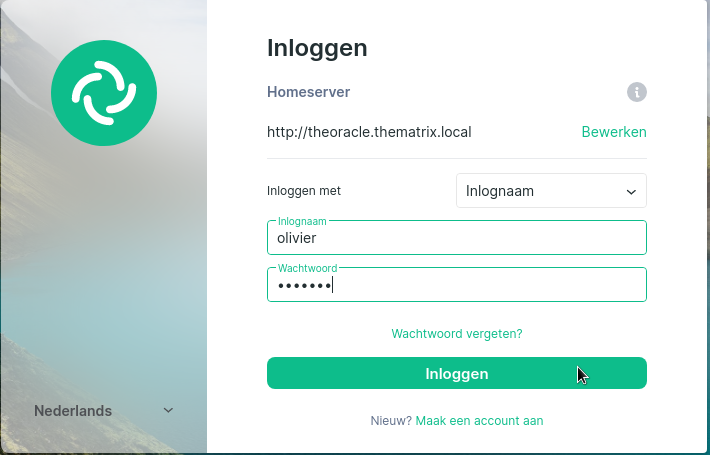 Inloggen
Homeserver
http://theoracle.thematrix.local Bewerken
Inloggen met Inlognaam
Inlognaam
olivier
Wachtwoord
•••••••
Wachtwoord vergeten?
Inloggen
Nederlands
Nieuw? Maak een account aan